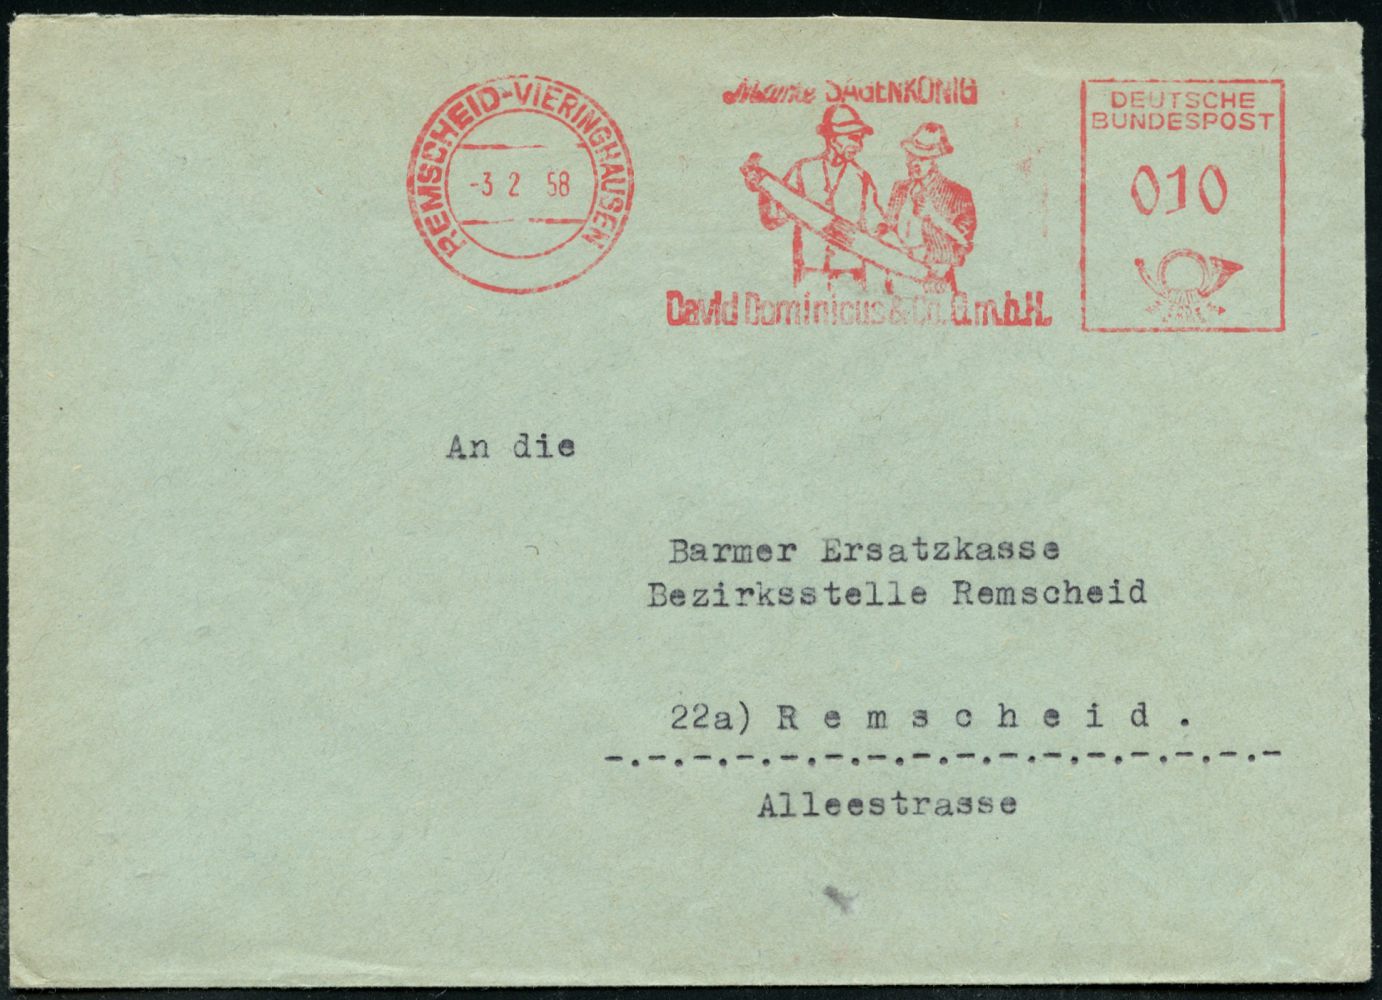 REMSCHEID-VIERINGHAUSEN
-3 2 58
Marke SÄGENKÖNIG
David Dominicus & Co. G.m.b.H.
DEUTSCHE
BUNDESPOST
010
An die
Barmer Ersatzkasse
Bezirksstelle Remscheid
22a) R e m s c h e i d .
-.-.-.-.-.-.-.-.-.-.-.-.-.-.-.-
Alleestrasse